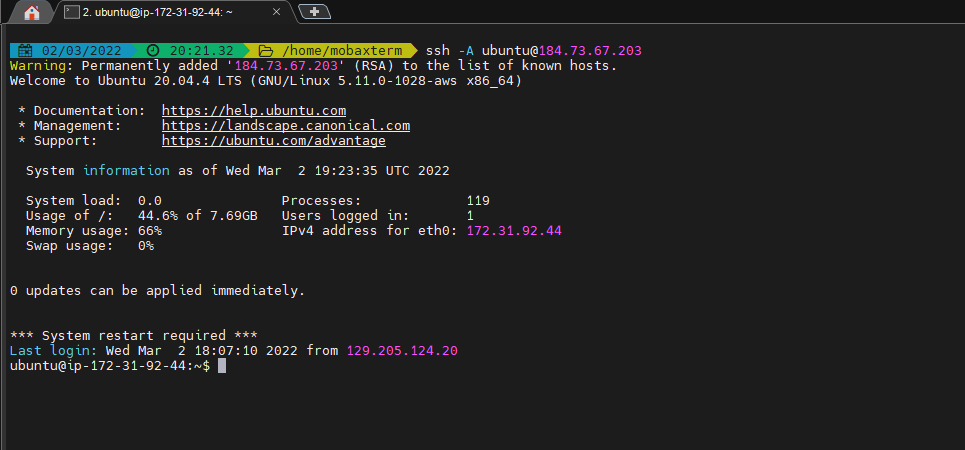 2. ubuntu@ip-172-31-92-44: ~
02/03/2022 20:21.32 /home/mobaxterm ssh -A ubuntu@184.73.67.203
Warning: Permanently added '184.73.67.203' (RSA) to the list of known hosts.
Welcome to Ubuntu 20.04.4 LTS (GNU/Linux 5.11.0-1028-aws x86_64)
* Documentation: https://help.ubuntu.com
* Management: https://landscape.canonical.com
* Support: https://ubuntu.com/advantage
System information as of Wed Mar 2 19:23:35 UTC 2022
System load: 0.0 Processes: 119
Usage of /: 44.6% of 7.69GB Users logged in: 1
Memory usage: 66% IPv4 address for eth0: 172.31.92.44
Swap usage: 0%
0 updates can be applied immediately.
*** System restart required ***
Last login: Wed Mar 2 18:07:10 2022 from 129.205.124.20
ubuntu@ip-172-31-92-44:~$